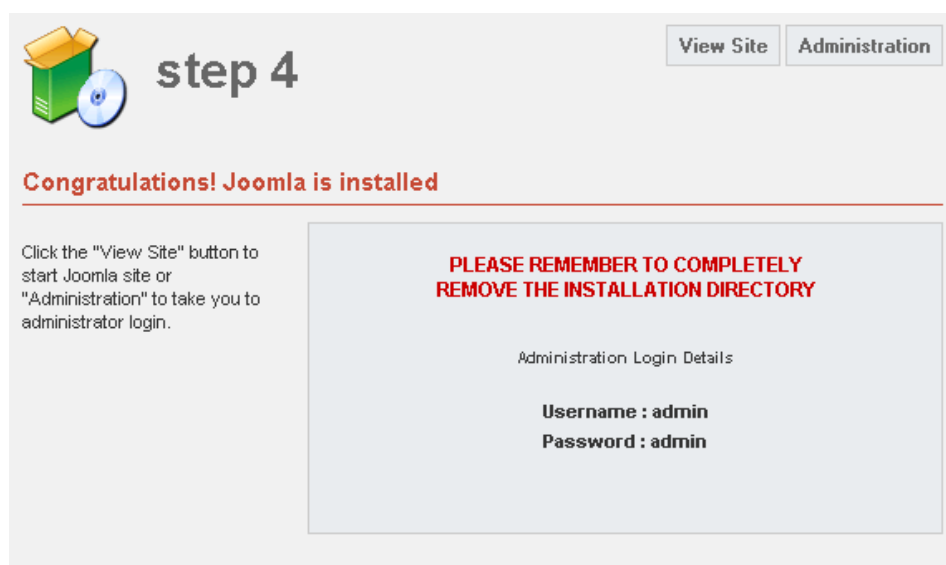 View Site
Administration
step 4
Congratulations! Joomla is installed
Click the "View Site" button to
start Joomla site or
"Administration" to take you to
administrator login.
PLEASE REMEMBER TO COMPLETELY
REMOVE THE INSTALLATION DIRECTORY
Administration Login Details
Username : admin
Password : admin